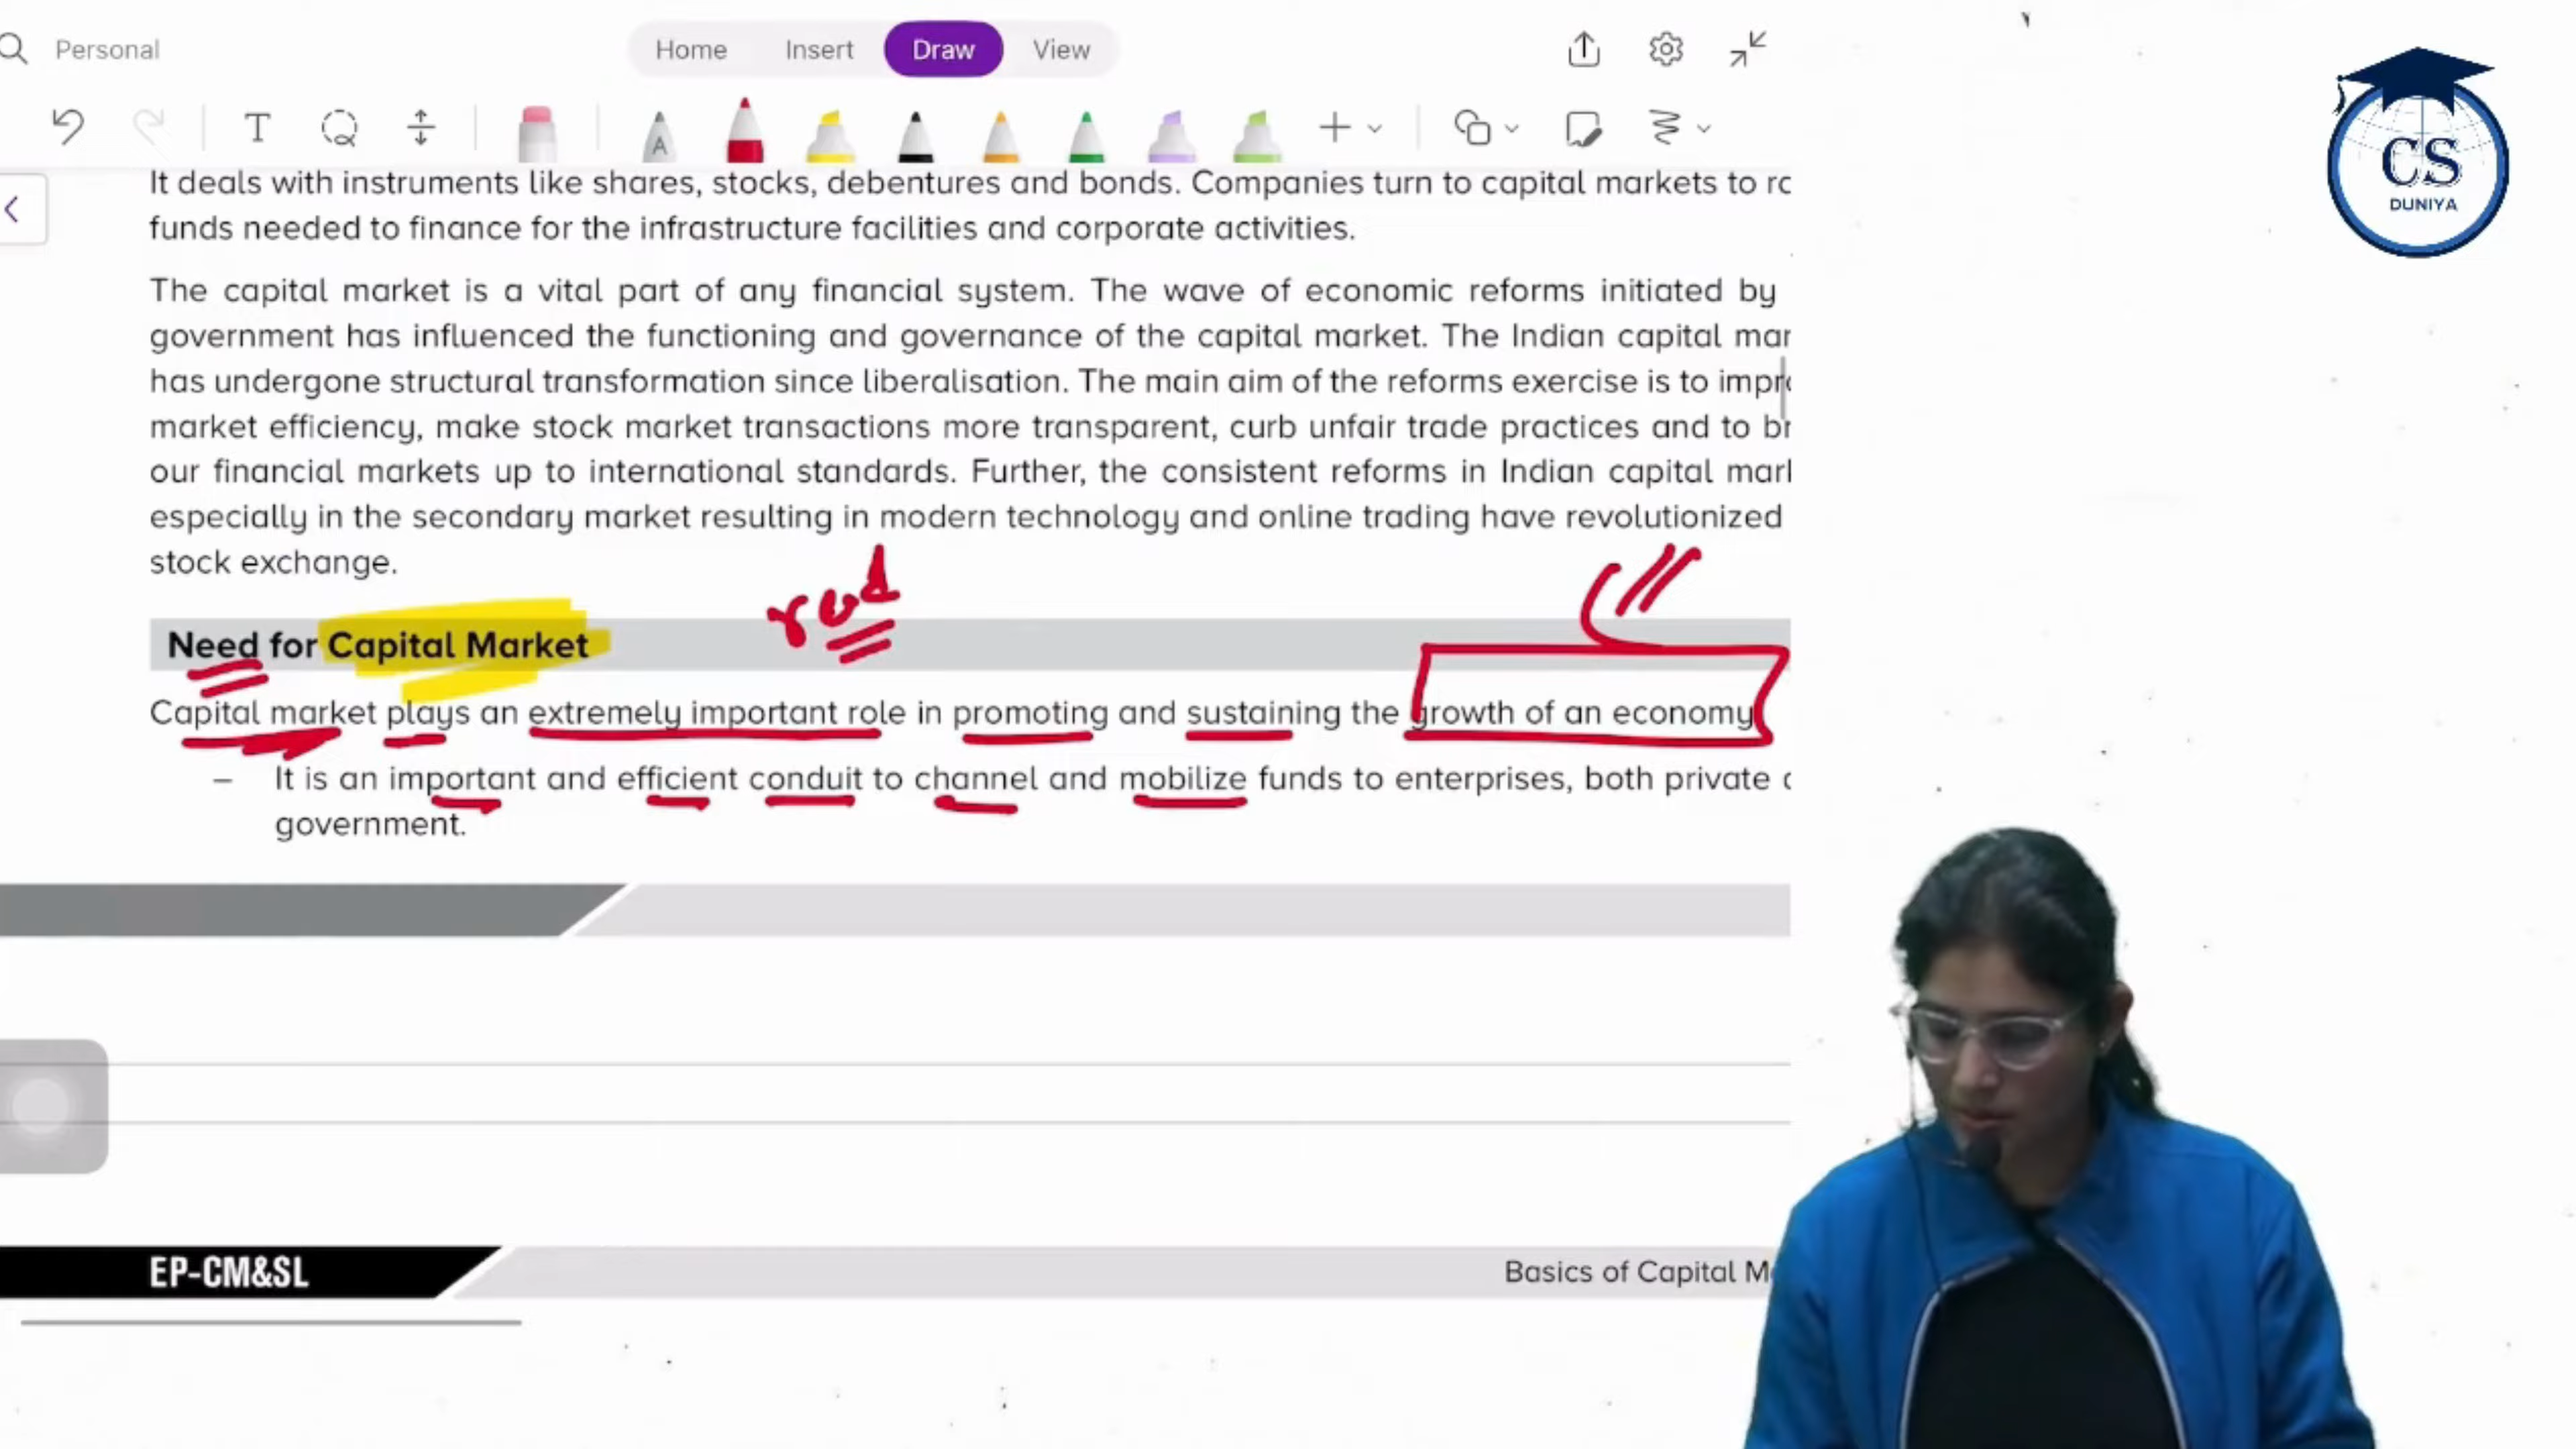 Personal
Home Insert Draw View
T
A
It deals with instruments like shares, stocks, debentures and bonds. Companies turn to capital markets to
funds needed to finance for the infrastructure facilities and corporate activities.
The capital market is a vital part of any financial system. The wave of economic reforms initiated by
government has influenced the functioning and governance of the capital market. The Indian capital
has undergone structural transformation since liberalisation. The main aim of the reforms exercise is to
market efficiency, make stock market transactions more transparent, curb unfair trade practices and to
our financial markets up to international standards. Further, the consistent reforms in Indian capital
especially in the secondary market resulting in modern technology and online trading have revolutionized
stock exchange.
Need for Capital Market
Capital market plays an extremely important role in promoting and sustaining the growth of an economy
– It is an important and efficient conduit to channel and mobilize funds to enterprises, both private
government.
EP-CM&SL
Basics of Capital
CS
DUNIYA